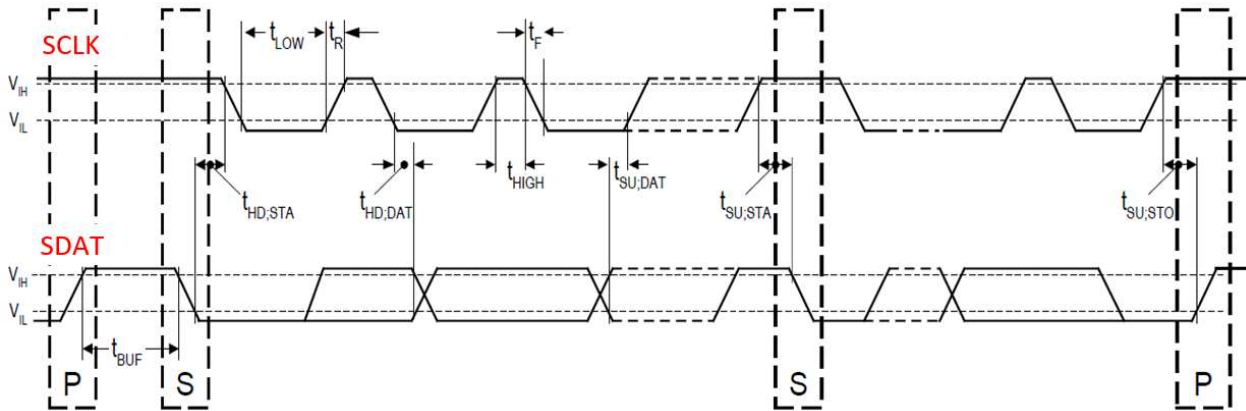 SCLK
tLOW
tR
tF
VIH
VIL
tHD;STA
tHD;DAT
tHIGH
tSU;DAT
tSU;STA
tSU;STO
SDAT
VIH
VIL
tBUF
P
S
S
P